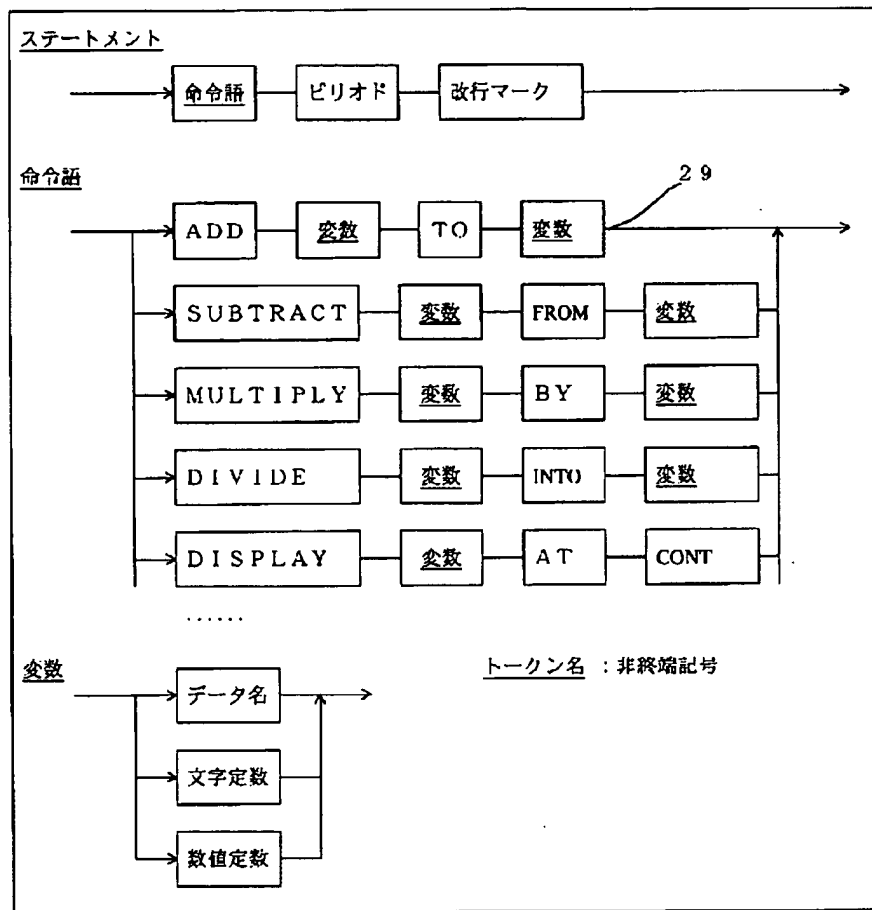 ステートメント
命令語 ピリオド 改行マーク
命令語
29
ADD 変数 TO 変数
SUBTRACT 変数 FROM 変数
MULTIPLY 変数 BY 変数
DIVIDE 変数 INTO 変数
DISPLAY 変数 AT CONT
......
変数
トークン名 : 非終端記号
データ名
文字定数
数値定数